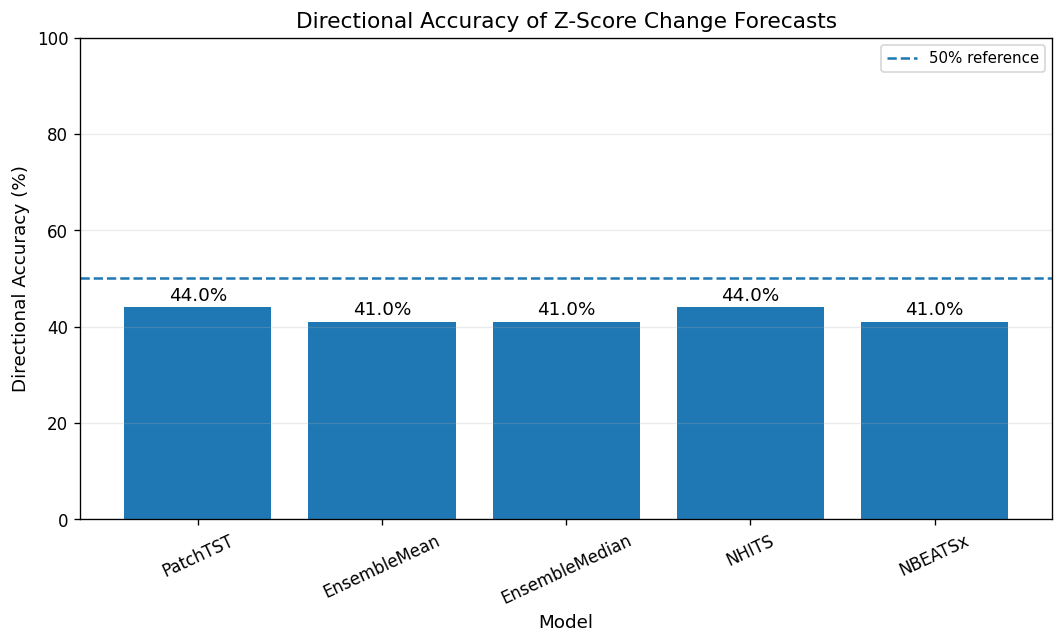 Directional Accuracy of Z-Score Change Forecasts
50% reference
Directional Accuracy (%)
100
80
60
40
20
0
44.0%
41.0%
41.0%
44.0%
41.0%
PatchTST
EnsembleMean
EnsembleMedian
NHITS
NBEATSx
Model